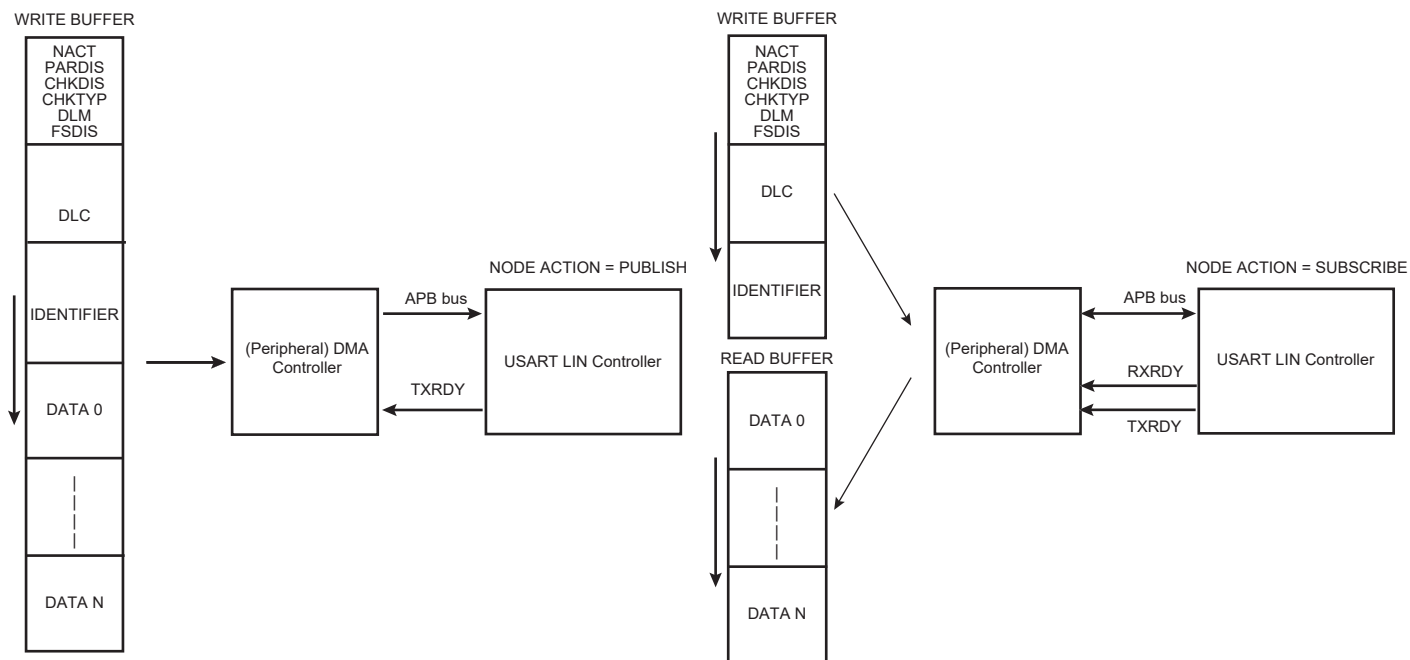 WRITE BUFFER
NACT
PARDIS
CHKDIS
CHKTYP
DLM
FSDIS
DLC
IDENTIFIER
DATA 0
DATA N
(Peripheral) DMA
Controller
APB bus
TXRDY
NODE ACTION = PUBLISH
USART LIN Controller
WRITE BUFFER
NACT
PARDIS
CHKDIS
CHKTYP
DLM
FSDIS
DLC
IDENTIFIER
READ BUFFER
DATA 0
DATA N
(Peripheral) DMA
Controller
APB bus
RXRDY
TXRDY
NODE ACTION = SUBSCRIBE
USART LIN Controller